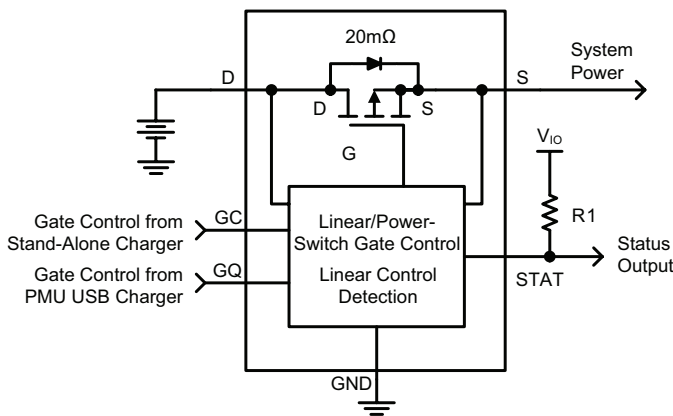 20mΩ
System
Power
D
S
D
S
G
V_IO
R1
Gate Control from
Stand-Alone Charger
GC
Linear/Power-
Switch Gate Control
Gate Control from
PMU USB Charger
GQ
Linear Control
Detection
Status
Output
STAT
GND